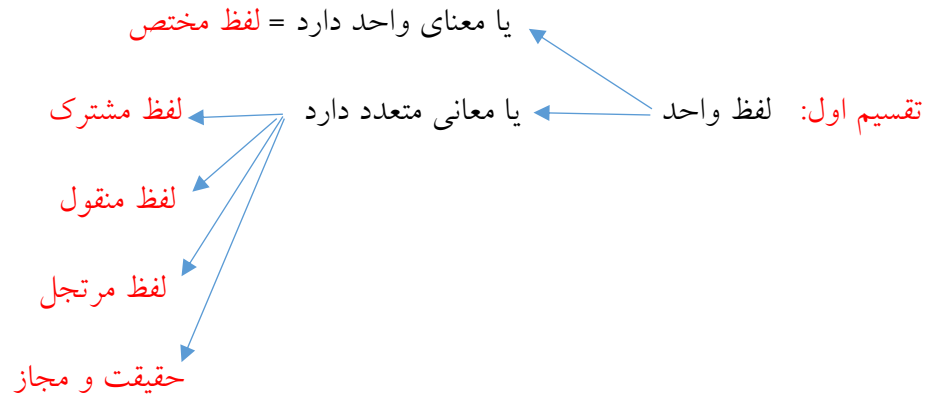 یا معنای واحد دارد = لفظ مختص
تقسیم اول: لفظ واحد یا معانی متعدد دارد لفظ مشترک
لفظ منقول
لفظ مرتجل
حقیقت و مجاز